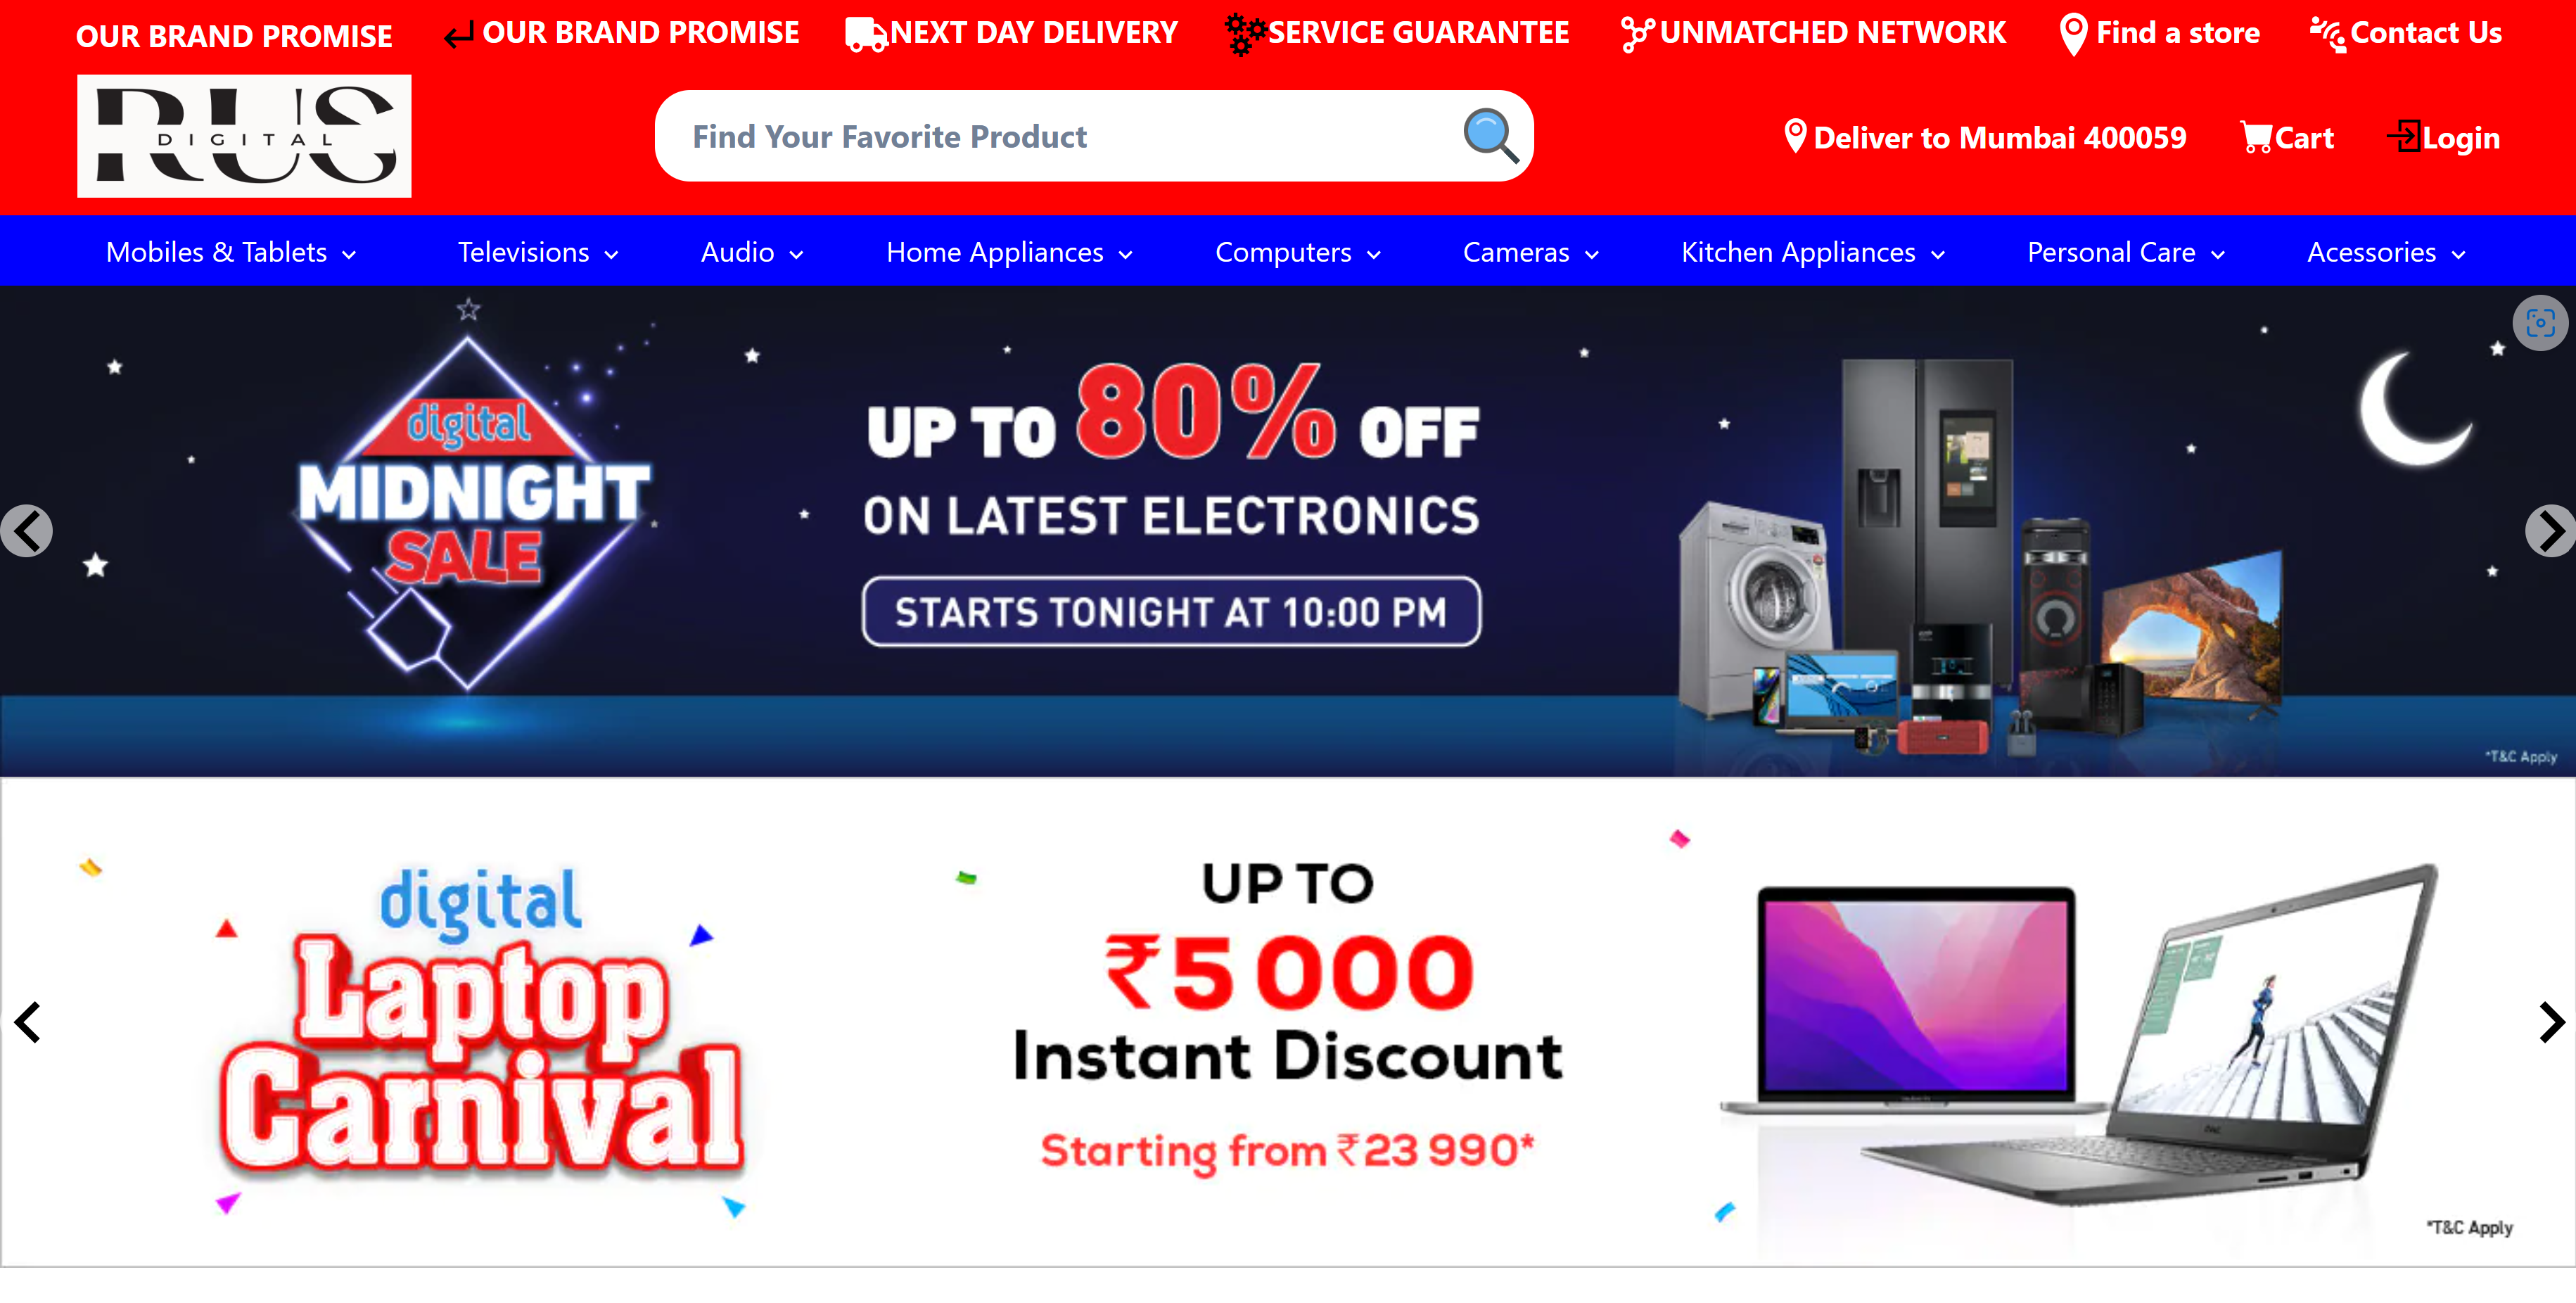 OUR BRAND PROMISE OUR BRAND PROMISE NEXT DAY DELIVERY SERVICE GUARANTEE UNMATCHED NETWORK Find a store Contact Us
RUS
DIGITAL
Find Your Favorite Product
Deliver to Mumbai 400059 Cart Login
Mobiles & Tablets Televisions Audio Home Appliances Computers Cameras Kitchen Appliances Personal Care Acessories
digital
MIDNIGHT
SALE
UP TO 80% OFF
ON LATEST ELECTRONICS
STARTS TONIGHT AT 10:00 PM
*T&C Apply
digital
Laptop
Carnival
UP TO
₹5 000
Instant Discount
Starting from ₹23 990*
*T&C Apply